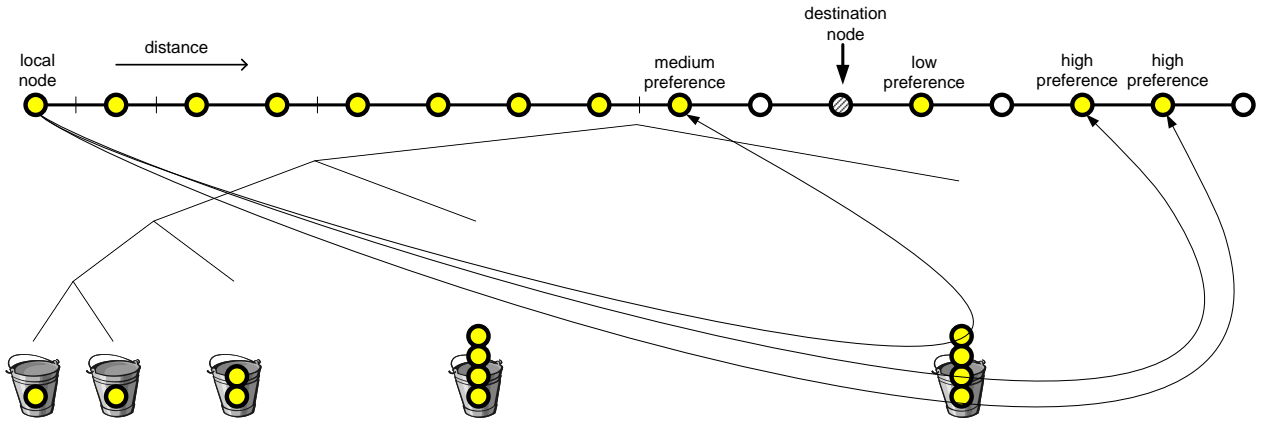 destination
node
distance
local
node
medium
preference
low
preference
high
preference
high
preference